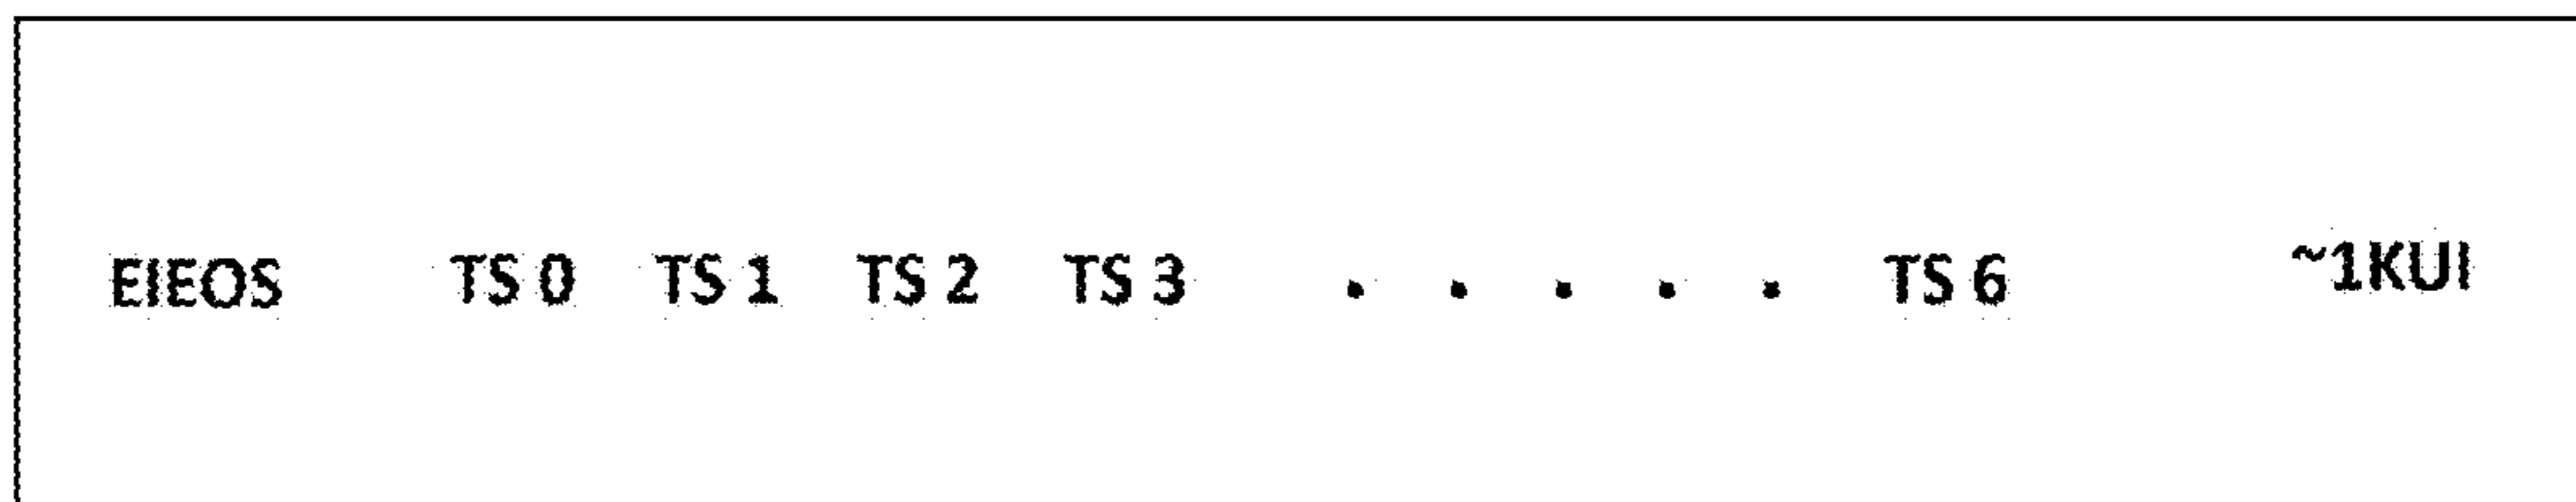 EIEOS TS 0 TS 1 TS 2 TS 3 . . . . . TS 6 ~1KUI